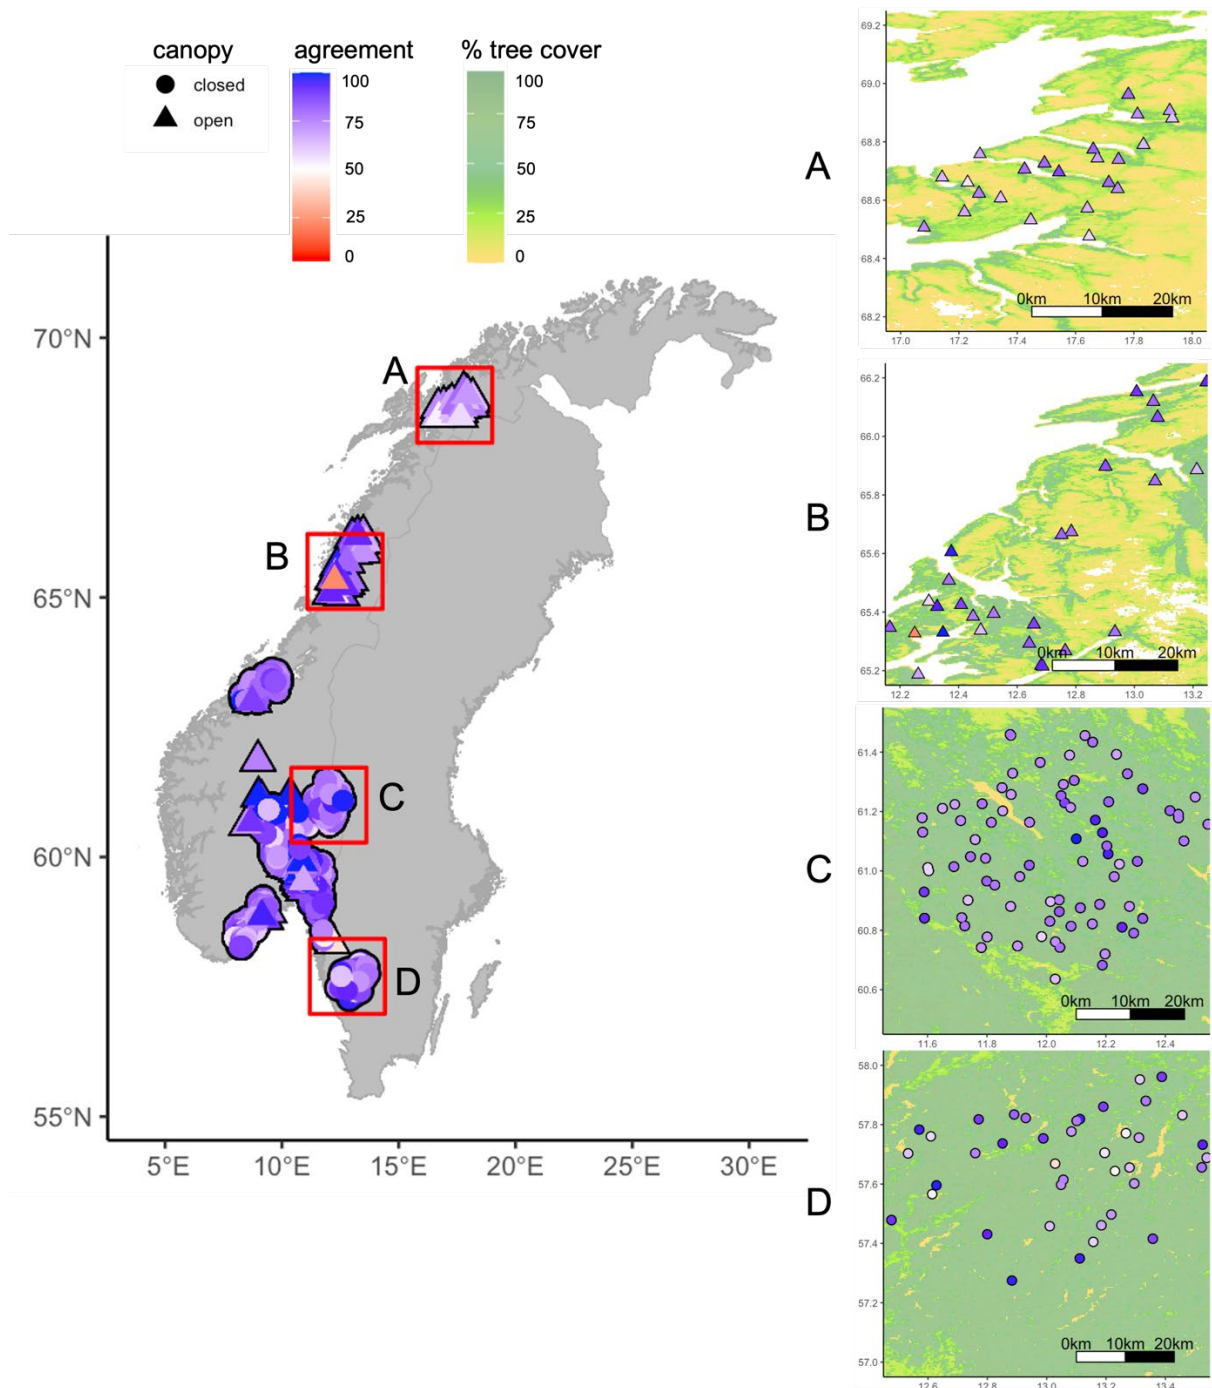 canopy
closed
open
agreement
100
75
50
25
0
% tree cover
100
75
50
25
0
70°N
65°N
60°N
55°N
5°E 10°E 15°E 20°E 25°E 30°E
A
B
C
D
A
69.2
69.0
68.8
68.6
68.4
68.2
0km 10km 20km
17.0 17.2 17.4 17.6 17.8 18.0
B
66.2
66.0
65.8
65.6
65.4
65.2
0km 10km 20km
12.2 12.4 12.6 12.8 13.0 13.2
C
61.4
61.2
61.0
60.8
60.6
0km 10km 20km
11.6 11.8 12.0 12.2 12.4
D
58.0
57.8
57.6
57.4
57.2
57.0
0km 10km 20km
12.6 12.8 13.0 13.2 13.4